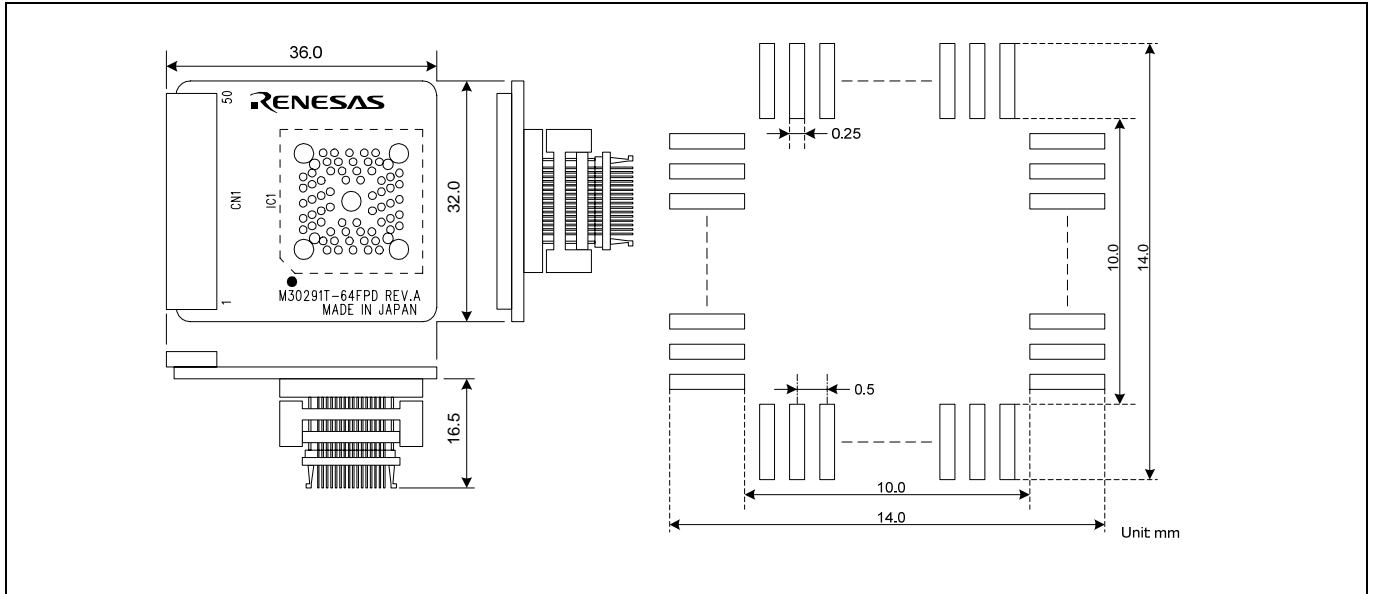 36.0
50
RENESAS
CN1
IC1
32.0
1
M30291T-64FPD REV.A
MADE IN JAPAN
16.5
0.25
10.0
14.0
0.5
10.0
14.0
Unit mm